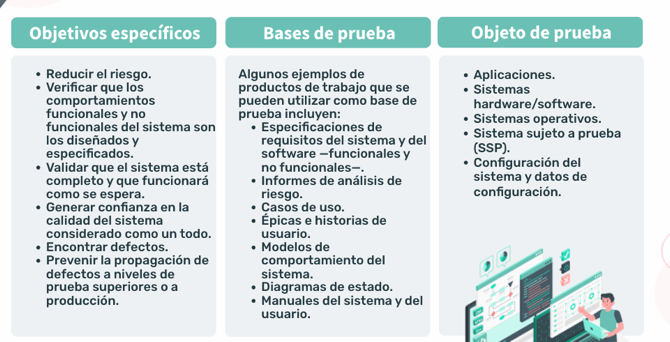 Objetivos específicos
Reducir el riesgo.
Verificar que los
comportamientos
funcionales y no
funcionales del sistema son
los diseñados y
especificados.
Validar que el sistema está
completo y que funcionará
como se espera.
Generar confianza en la
calidad del sistema
considerado como un todo.
Encontrar defectos.
Prevenir la propagación de
defectos a niveles de
prueba superiores o a
producción.
Bases de prueba
Algunos ejemplos de
productos de trabajo que se
pueden utilizar como base de
prueba incluyen:
Especificaciones de
requisitos del sistema y del
software —funcionales y
no funcionales—.
Informes de análisis de
riesgo.
Casos de uso.
Épicas e historias de
usuario.
Modelos de
comportamiento del
sistema.
Diagramas de estado.
Manuales del sistema y del
usuario.
Objeto de prueba
Aplicaciones.
Sistemas
hardware/software.
Sistemas operativos.
Sistema sujeto a prueba
(SSP).
Configuración del
sistema y datos de
configuración.